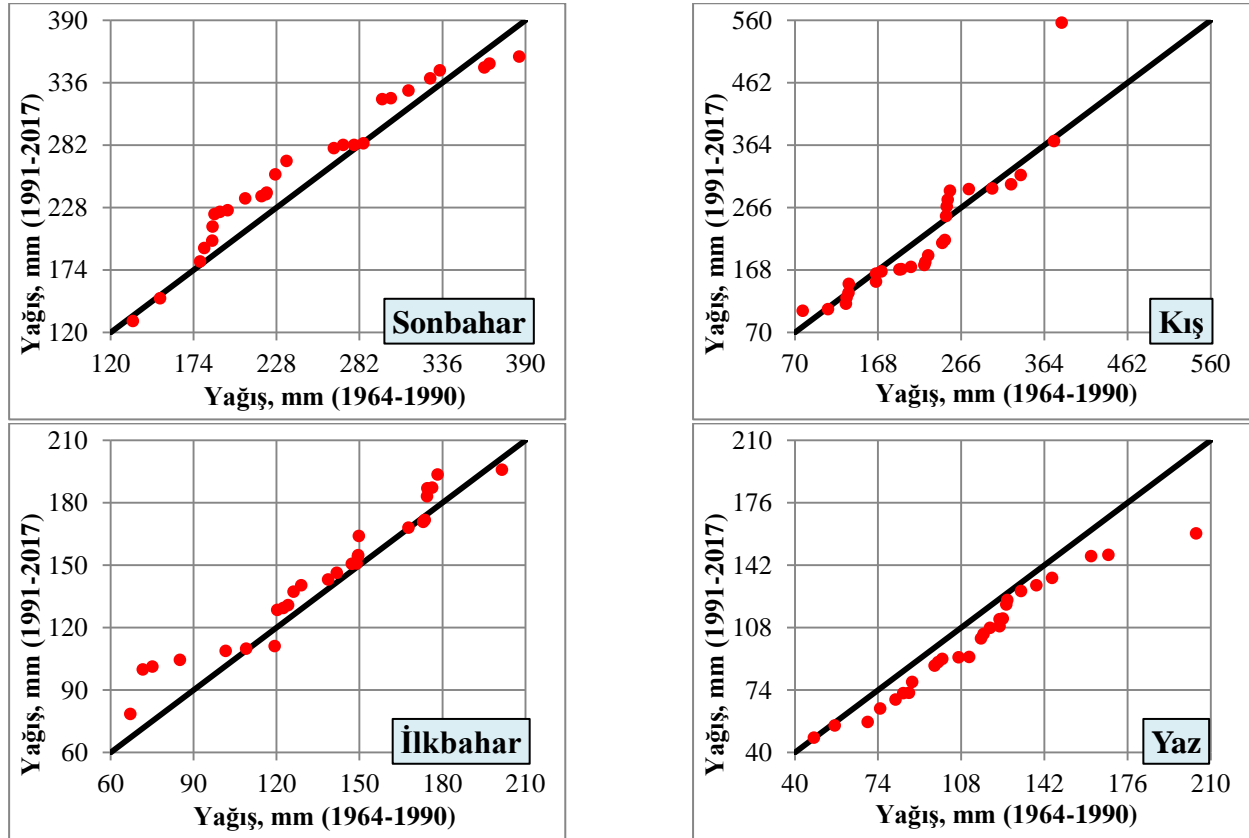 390
336
282
228
174
120
Yağış, mm (1991-2017)
Sonbahar
120 174 228 282 336 390
Yağış, mm (1964-1990)
560
462
364
266
168
70
Yağış, mm (1991-2017)
Kış
70 168 266 364 462 560
Yağış, mm (1964-1990)
210
180
150
120
90
60
Yağış, mm (1991-2017)
İlkbahar
60 90 120 150 180 210
Yağış, mm (1964-1990)
210
176
142
108
74
40
Yağış, mm (1991-2017)
Yaz
40 74 108 142 176 210
Yağış, mm (1964-1990)